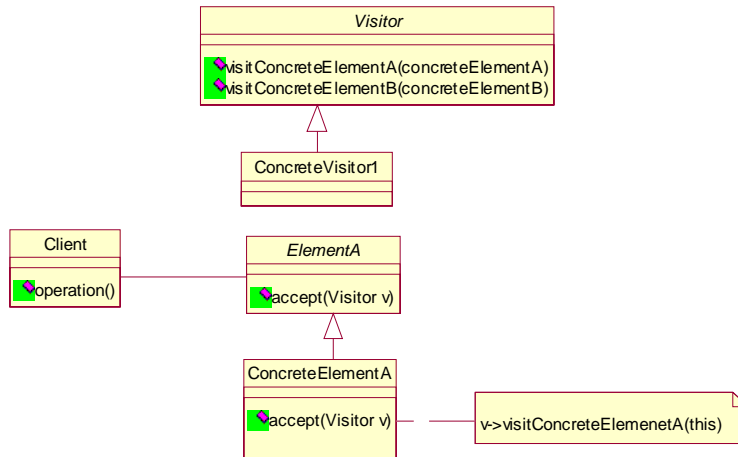 Visitor
visitConcreteElementA(concreteElementA)
visitConcreteElementB(concreteElementB)
ConcreteVisitor1
Client
operation()
ElementA
accept(Visitor v)
ConcreteElementA
accept(Visitor v)
v->visitConcreteElemenetA(this)